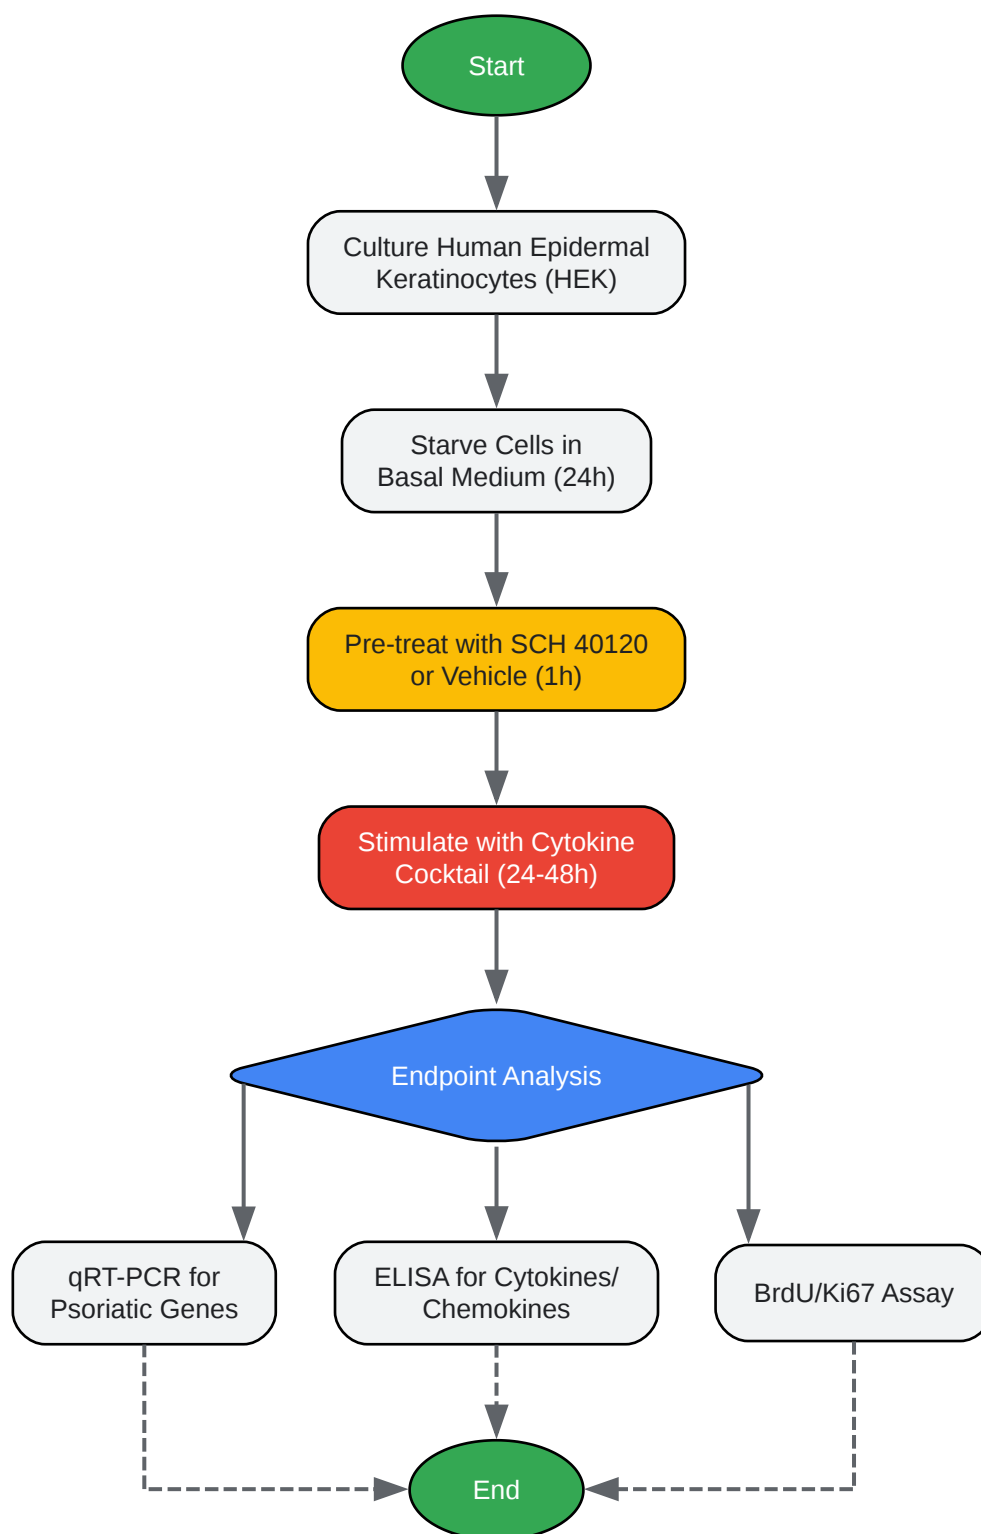 Start
Culture Human Epidermal
Keratinocytes (HEK)
Starve Cells in
Basal Medium (24h)
Pre-treat with SCH 40120
or Vehicle (1h)
Stimulate with Cytokine
Cocktail (24-48h)
Endpoint Analysis
qRT-PCR for
Psoriatic Genes
ELISA for Cytokines/
Chemokines
BrdU/Ki67 Assay
End